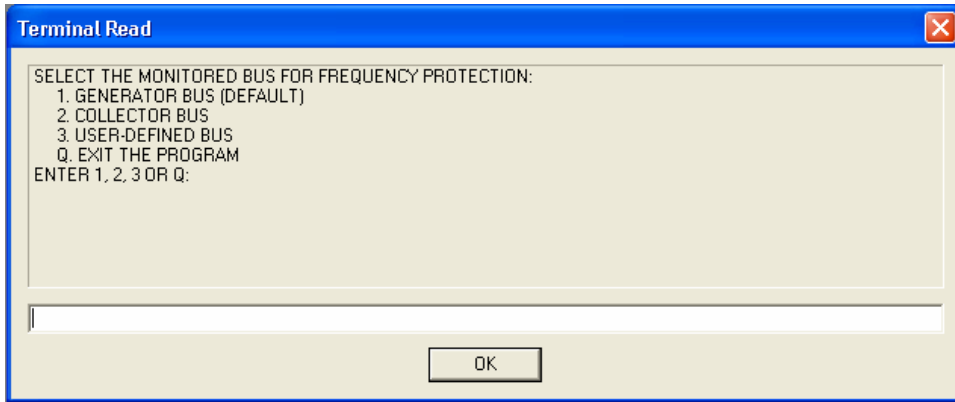 Terminal Read
SELECT THE MONITORED BUS FOR FREQUENCY PROTECTION:
1. GENERATOR BUS (DEFAULT)
2. COLLECTOR BUS
3. USER-DEFINED BUS
Q. EXIT THE PROGRAM
ENTER 1, 2, 3 OR Q:
OK